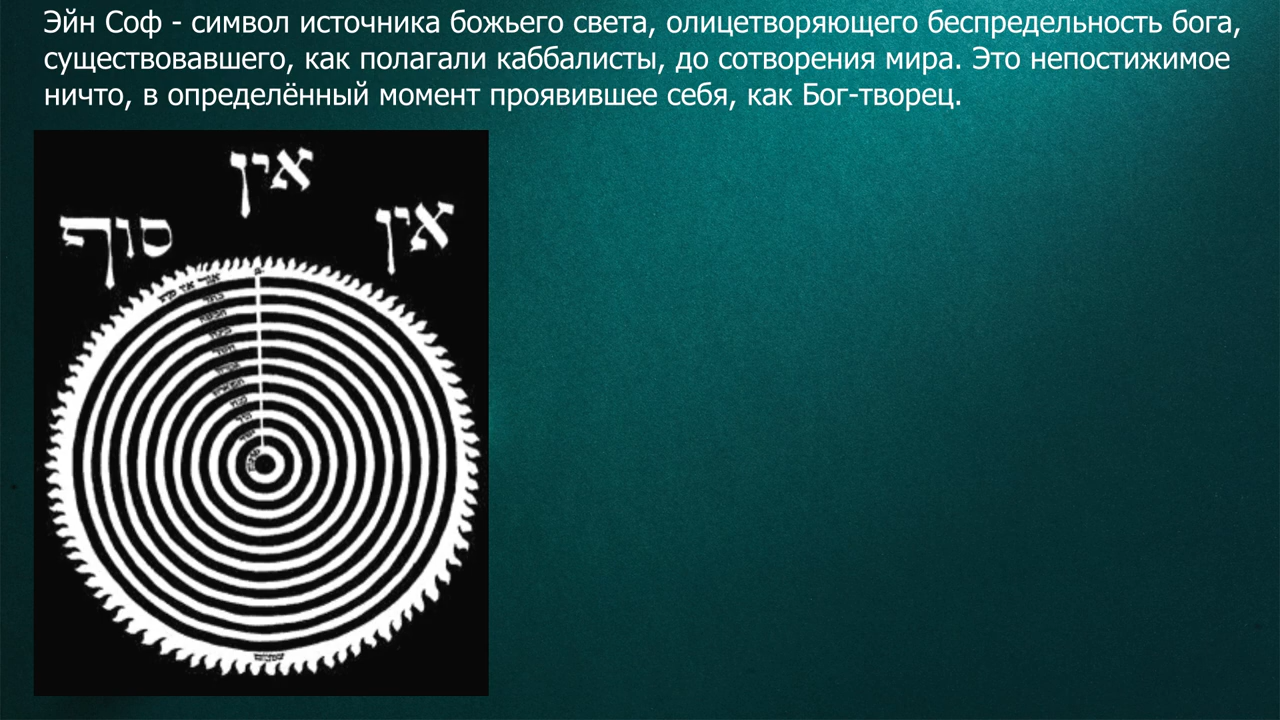 Эйн Соф - символ источника божьего света, олицетворяющего беспредельность бога,
существовавшего, как полагали каббалисты, до сотворения мира. Это непостижимое
ничто, в определённый момент проявившее себя, как Бог-творец.
אין
אין
סוף